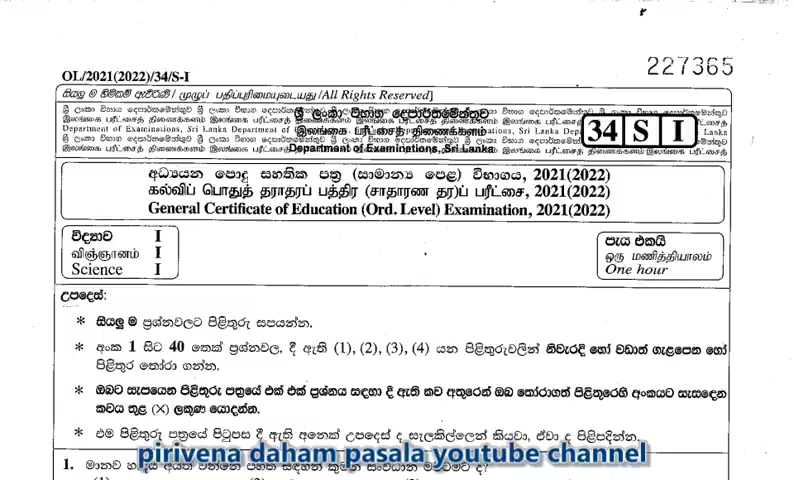 227365
OL/2021(2022)/34/S-I
සියලු ම හිමිකම් ඇවිරිණි / முழுப் பதிப்புரிமையுடையது /All Rights Reserved]
ශ්‍රී ලංකා විභාග දෙපාර්තමේන්තුව
இலங்கைப் பரீட்சைத் திணைக்களம்
Department of Examinations, Sri Lanka
34 S I
අධ්‍යයන පොදු සහතික පත්‍ර (සාමාන්‍ය පෙළ) විභාගය, 2021(2022)
கல்விப் பொதுத் தராதரப் பத்திர (சாதாரண தர)ப் பரீட்சை, 2021(2022)
General Certificate of Education (Ord. Level) Examination, 2021(2022)
විද්‍යාව I
விஞ்ஞானம் I
Science I
පැය එකයි
ஒரு மணித்தியாலம்
One hour
උපදෙස්:
* සියලු ම ප්‍රශ්නවලට පිළිතුරු සපයන්න.
* අංක 1 සිට 40 තෙක් ප්‍රශ්නවල, දී ඇති (1), (2), (3), (4) යන පිළිතුරුවලින් නිවැරදි හෝ වඩාත් ගැළපෙන හෝ
පිළිතුර තෝරා ගන්න.
* ඔබට සැපයෙන පිළිතුරු පත්‍රයේ එක් එක් ප්‍රශ්නය සඳහා දී ඇති කව අතුරෙන් ඔබ තෝරාගත් පිළිතුරෙහි අංකයට සැසඳෙන
කවය තුළ (X) ලකුණ යොදන්න.
* එම පිළිතුරු පත්‍රයේ පිටුපස දී ඇති අනෙක් උපදෙස් ද සැලකිල්ලෙන් කියවා, ඒවා ද පිළිපදින්න.
pirivena daham pasala youtube channel
1. මානව